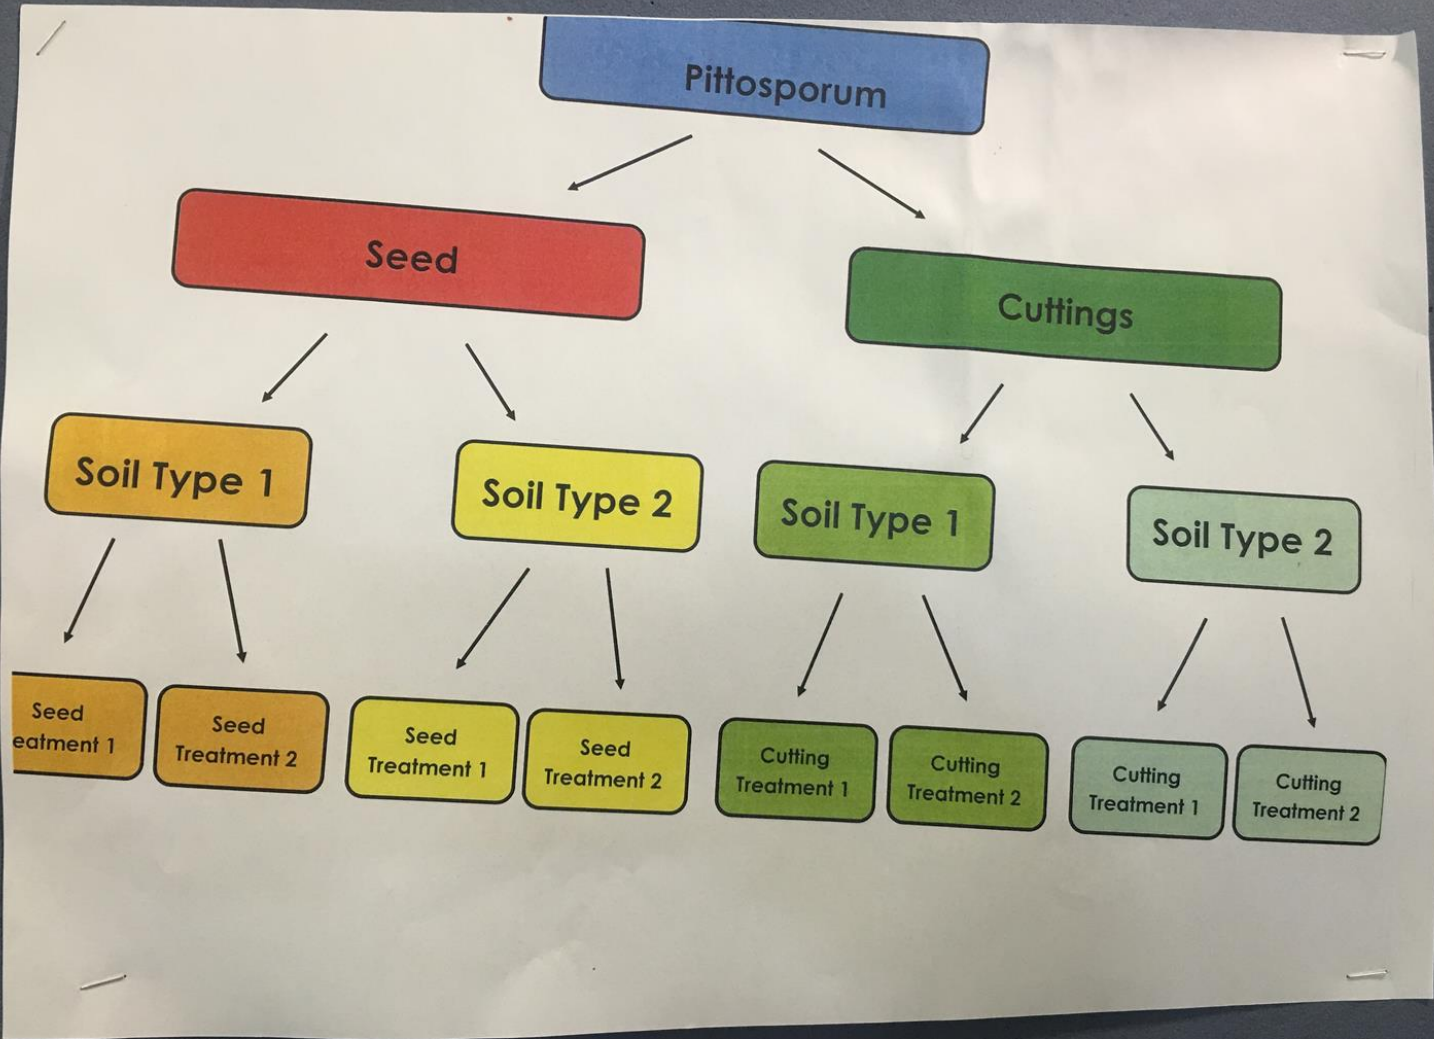 Pittosporum
Seed
Cuttings
Soil Type 1
Soil Type 2
Soil Type 1
Soil Type 2
Seed
eatment 1
Seed
Treatment 2
Seed
Treatment 1
Seed
Treatment 2
Cutting
Treatment 1
Cutting
Treatment 2
Cutting
Treatment 1
Cutting
Treatment 2